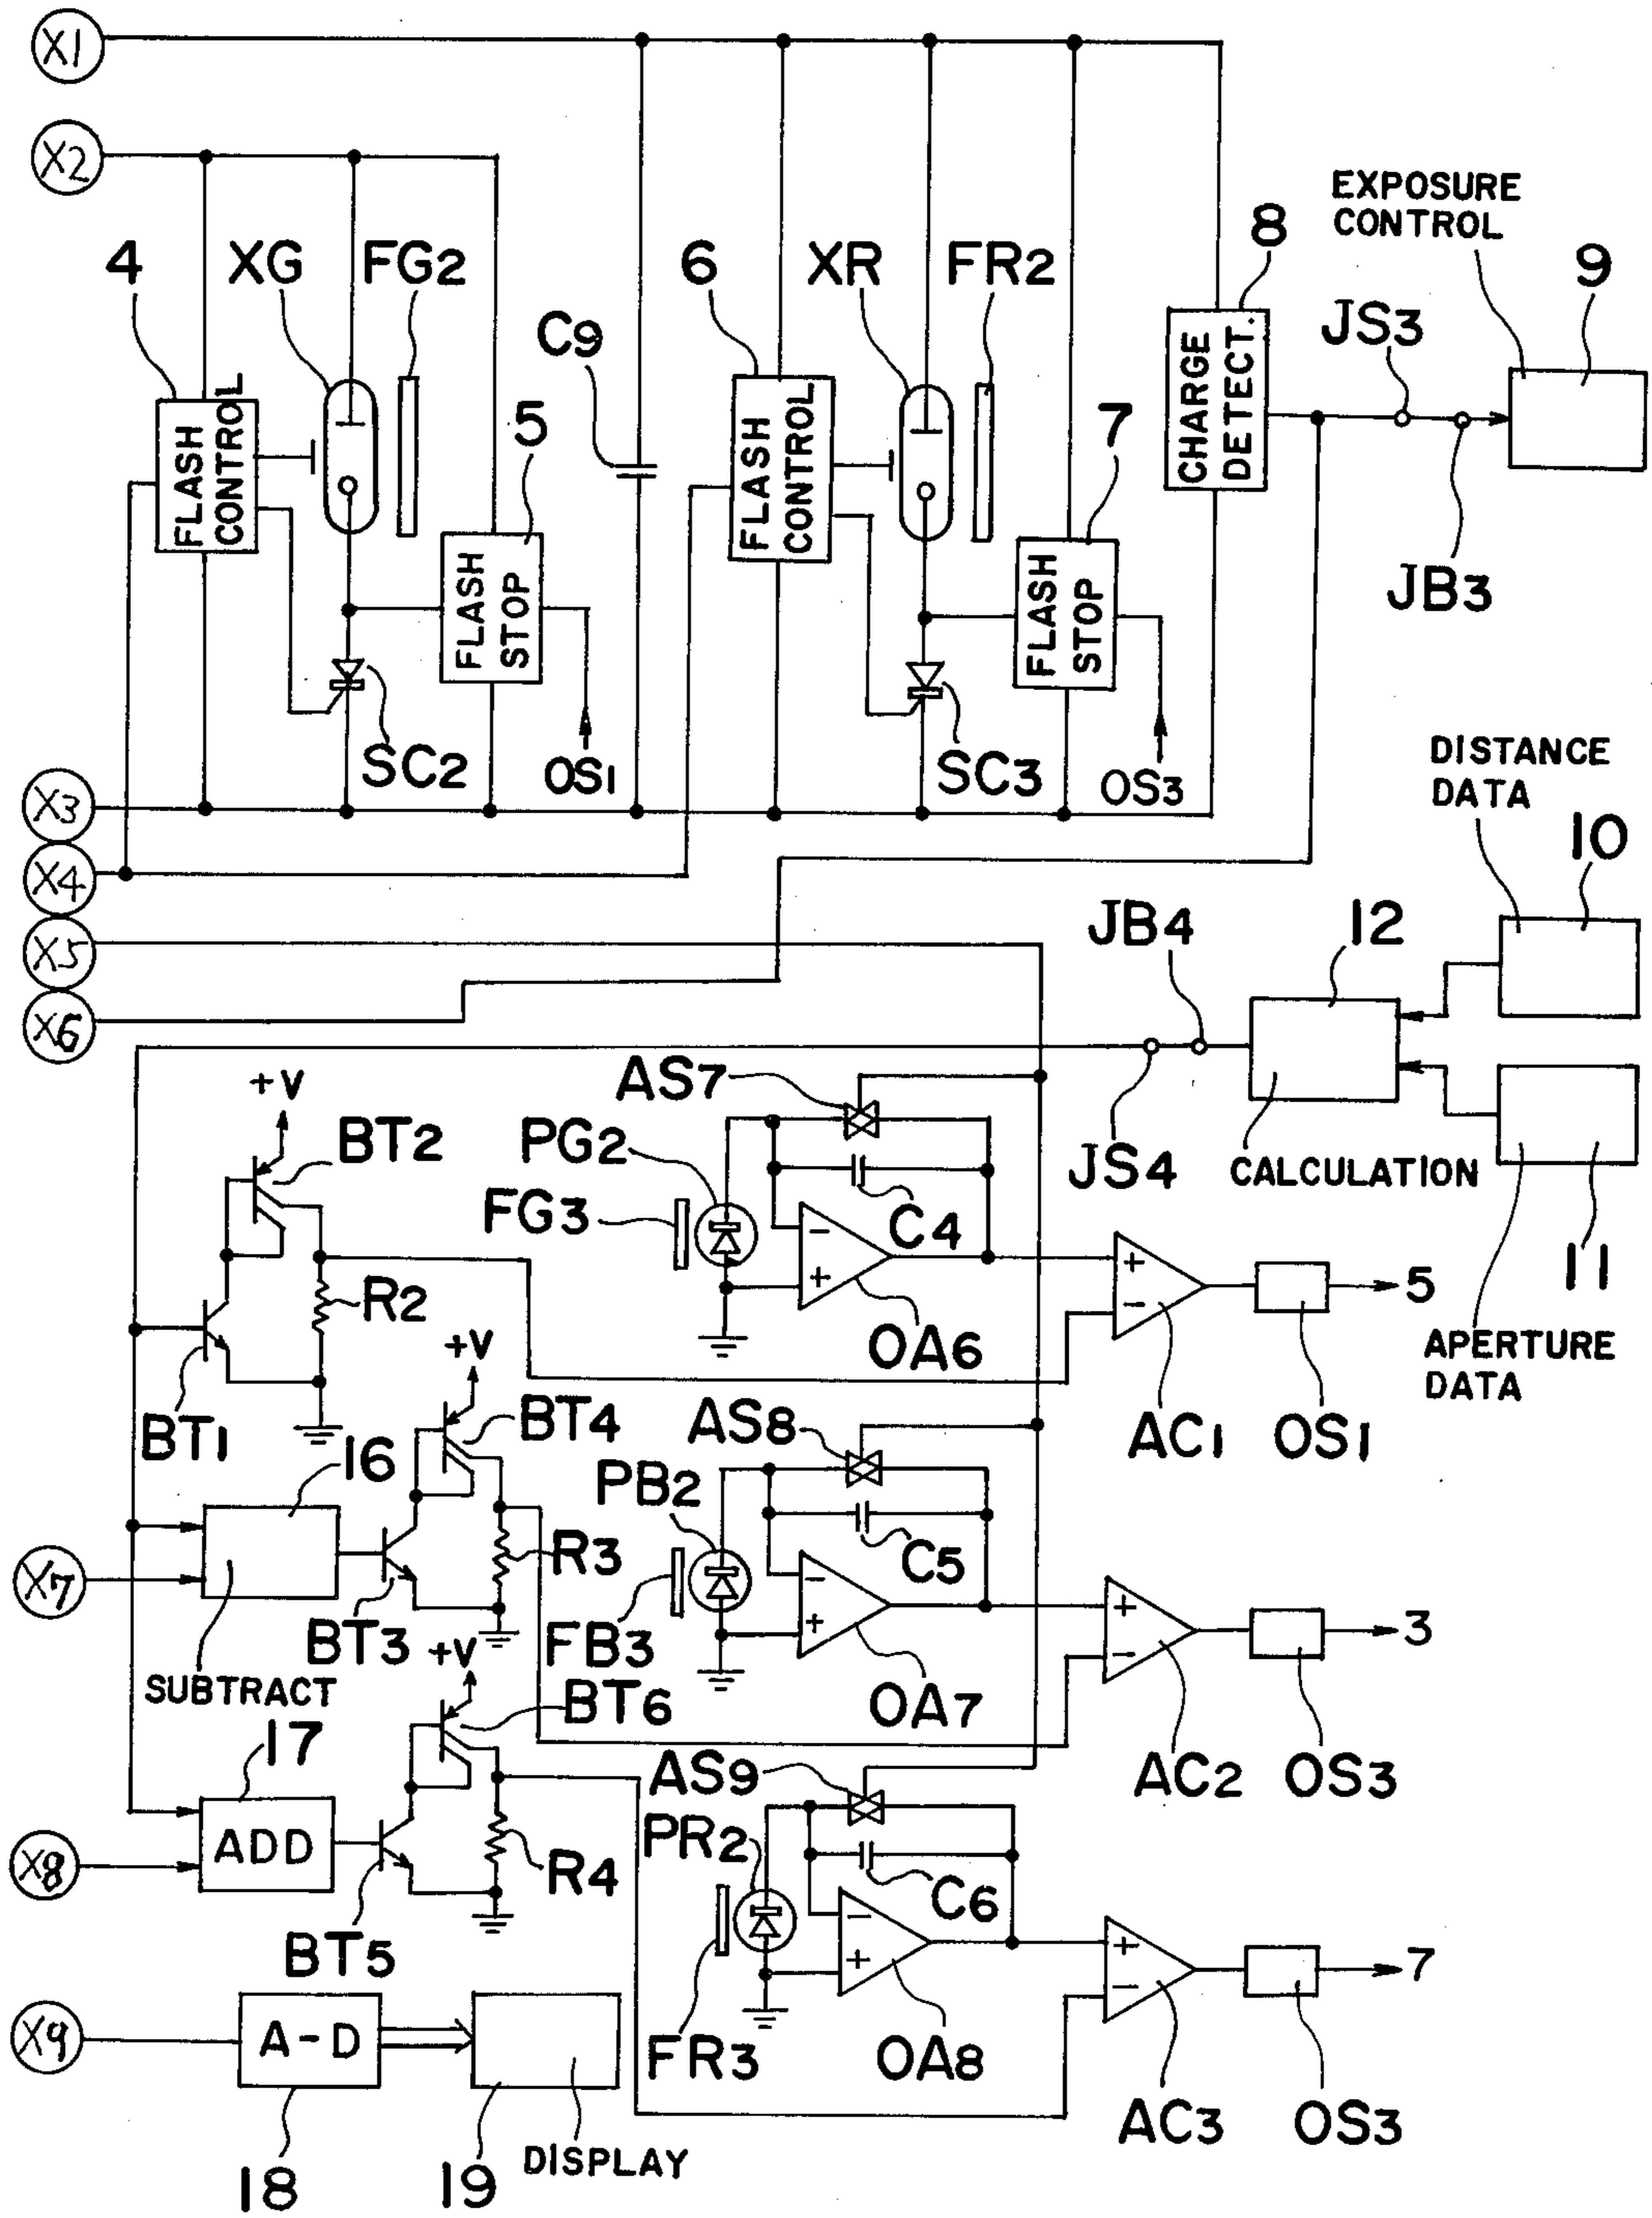 X1
X2
EXPOSURE
CONTROL
4
XG
FG2
6
XR
FR2
8
9
C9
JS3
FLASH
CONTROL
5
FLASH
CONTROL
7
CHARGE
DETECT.
JB3
FLASH
STOP
FLASH
STOP
SC2
OS1
SC3
OS3
DISTANCE
DATA
X3
10
X4
JB4
12
X5
X6
+V
AS7
BT2
PG2
JS4
CALCULATION
FG3
C4
−
+
+
−
5
11
R2
OA6
+V
APERTURE
DATA
BT1
BT4
AS8
AC1
OS1
16
PB2
R3
C5
X7
−
+
+
−
3
BT3
FB3
+V
SUBTRACT
BT6
OA7
17
AS9
AC2
OS3
PR2
ADD
X8
R4
C6
−
+
+
−
7
BT5
X9
A-D
FR3
OA8
AC3
OS3
18
19
DISPLAY